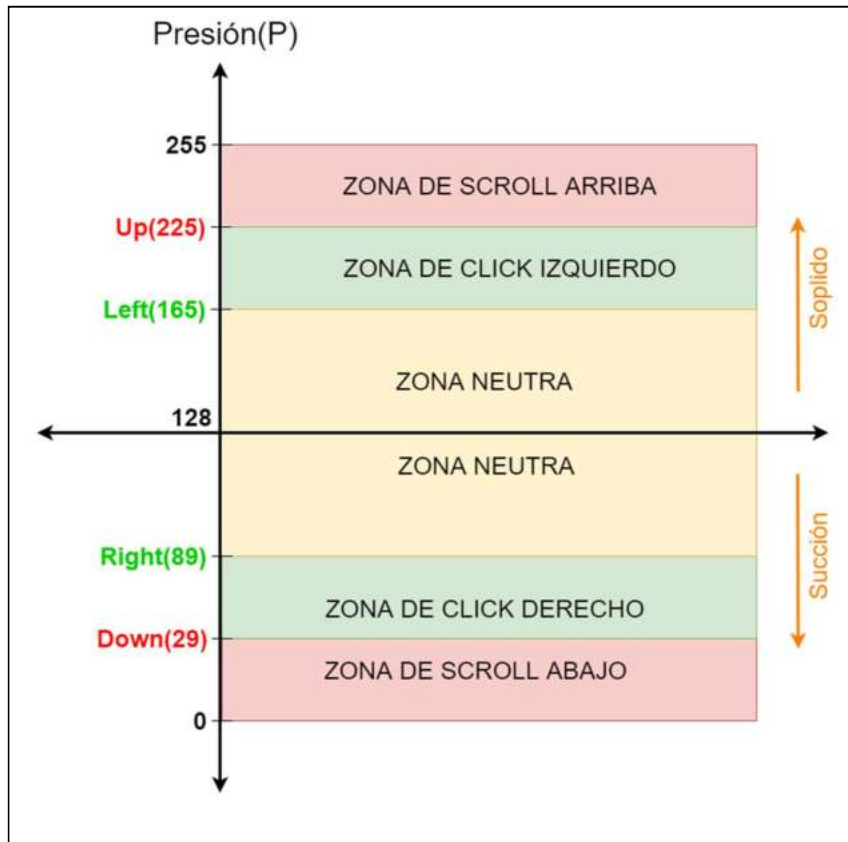 Presión(P)
255
ZONA DE SCROLL ARRIBA
Up(225)
ZONA DE CLICK IZQUIERDO
Left(165)
Soplido
ZONA NEUTRA
128
ZONA NEUTRA
Right(89)
Succión
ZONA DE CLICK DERECHO
Down(29)
ZONA DE SCROLL ABAJO
0